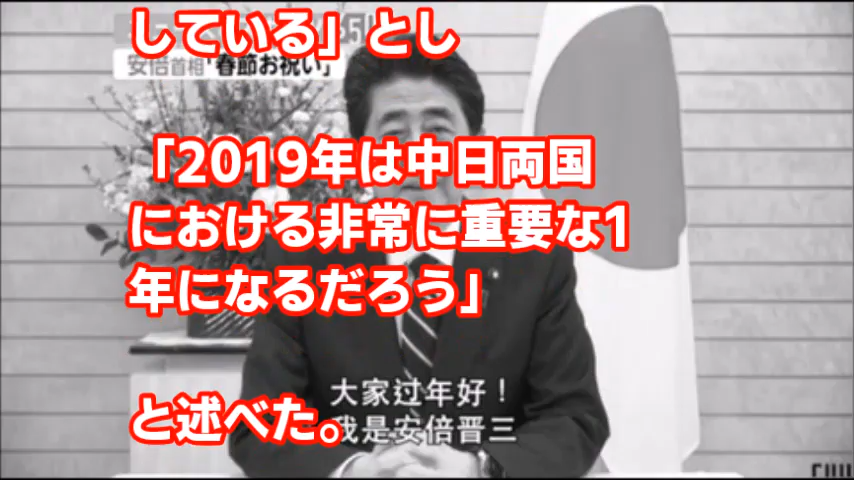 している」とし
安倍首相「春節お祝い」
「2019年は中日両国
における非常に重要な1
年になるだろう」
大家过年好！
と述べた。
我是安倍晋三